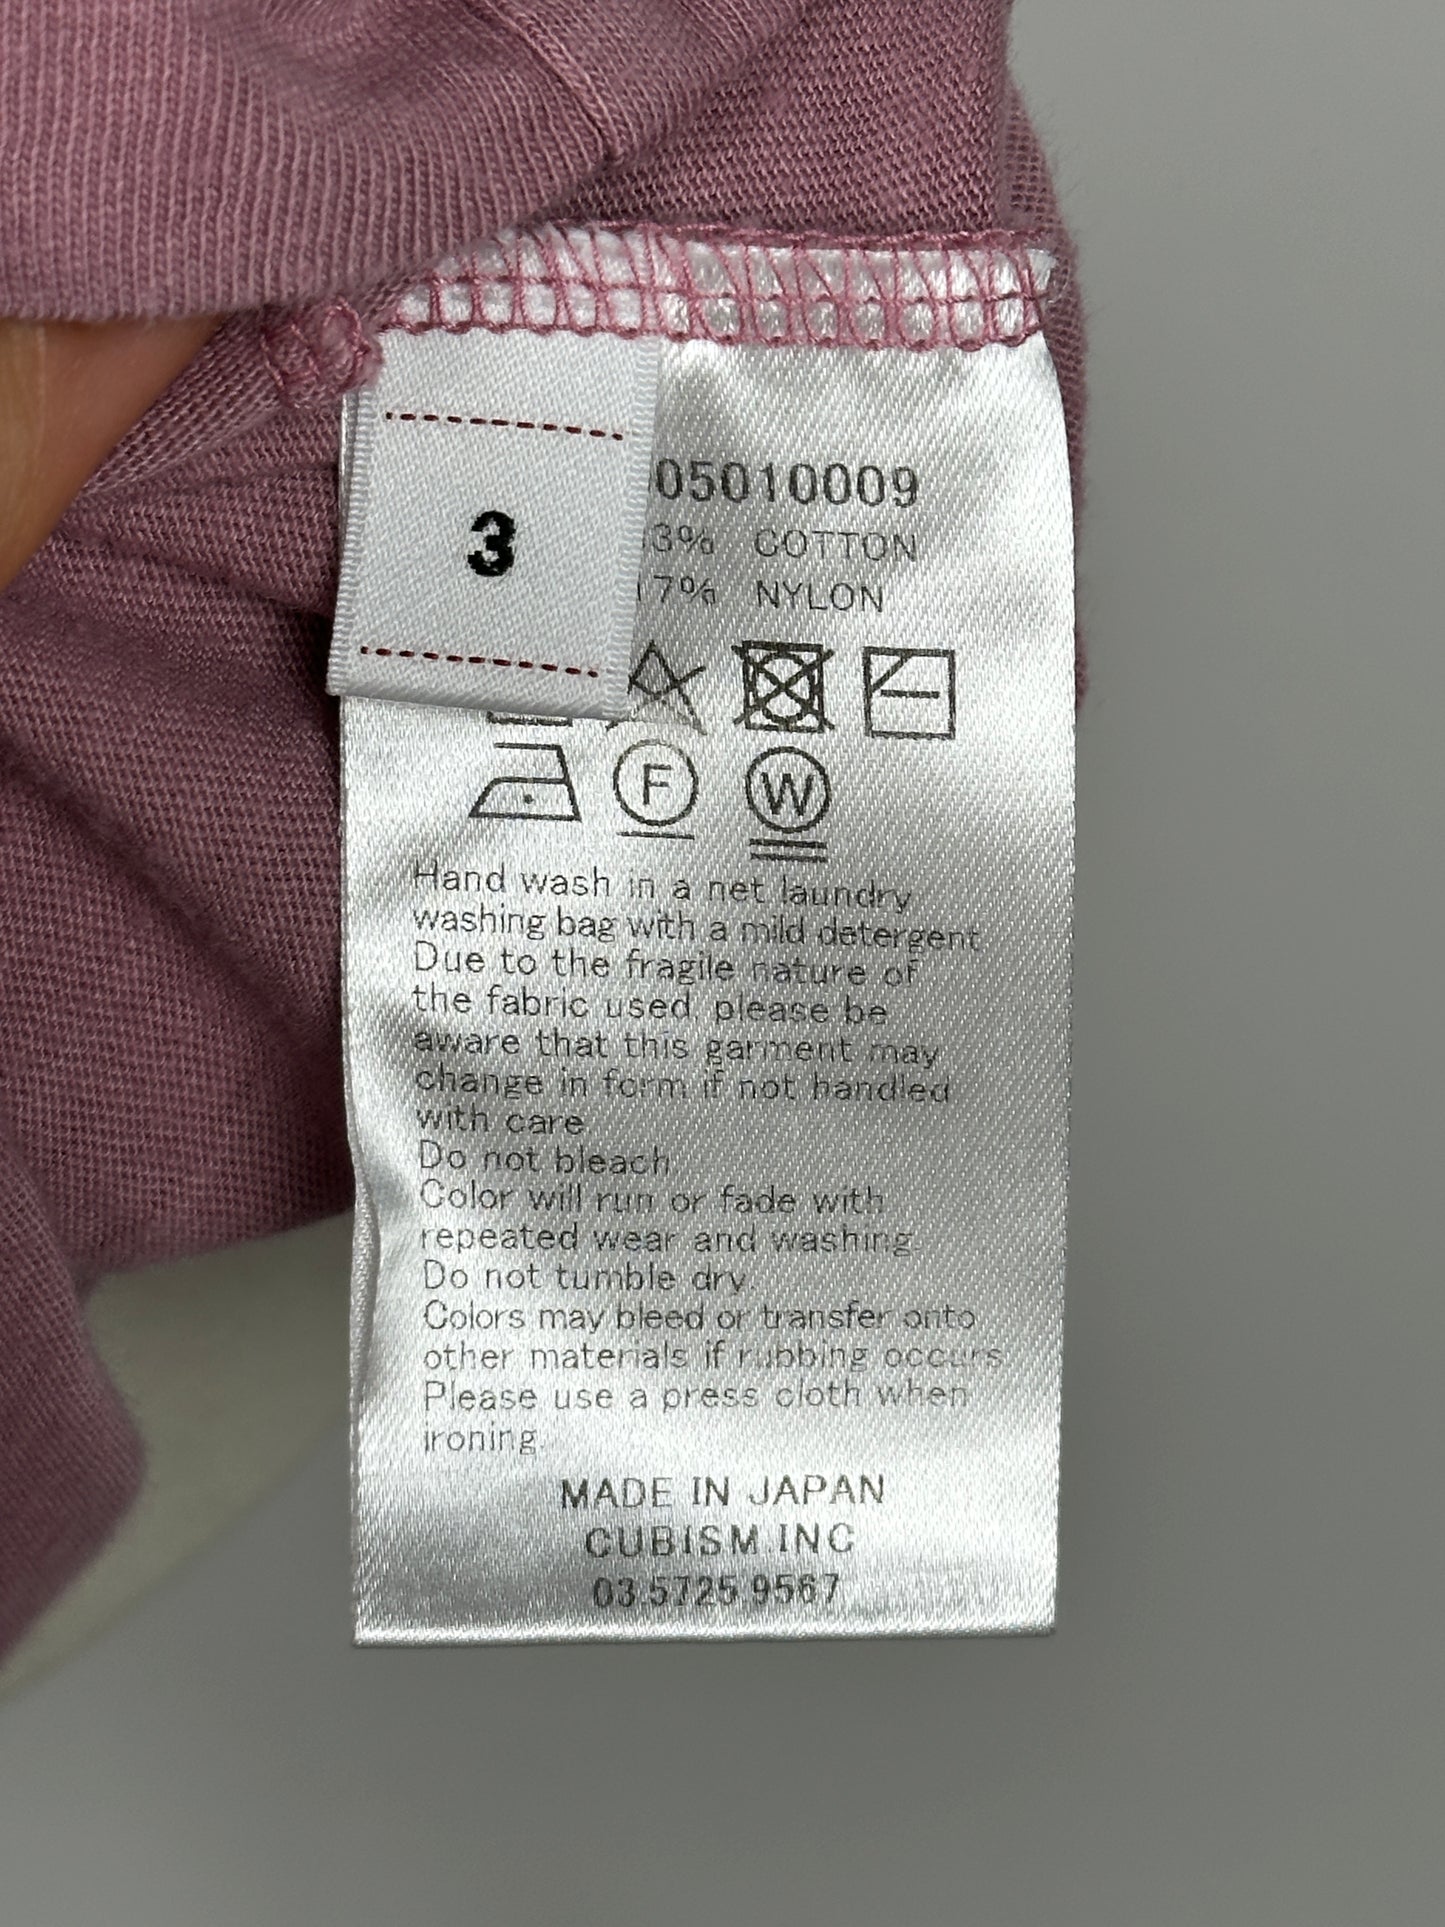 3
05010009
3% COTTON
17% NYLON
F
W
Hand wash in a net laundry
washing bag with a mild detergent
Due to the fragile nature of
the fabric used, please be
aware that this garment may
change in form if not handled
with care.
Do not bleach.
Color will run or fade with
repeated wear and washing.
Do not tumble dry.
Colors may bleed or transfer onto
other materials if rubbing occurs.
Please use a press cloth when
ironing.
MADE IN JAPAN
CUBISM.INC
03.5725.9567